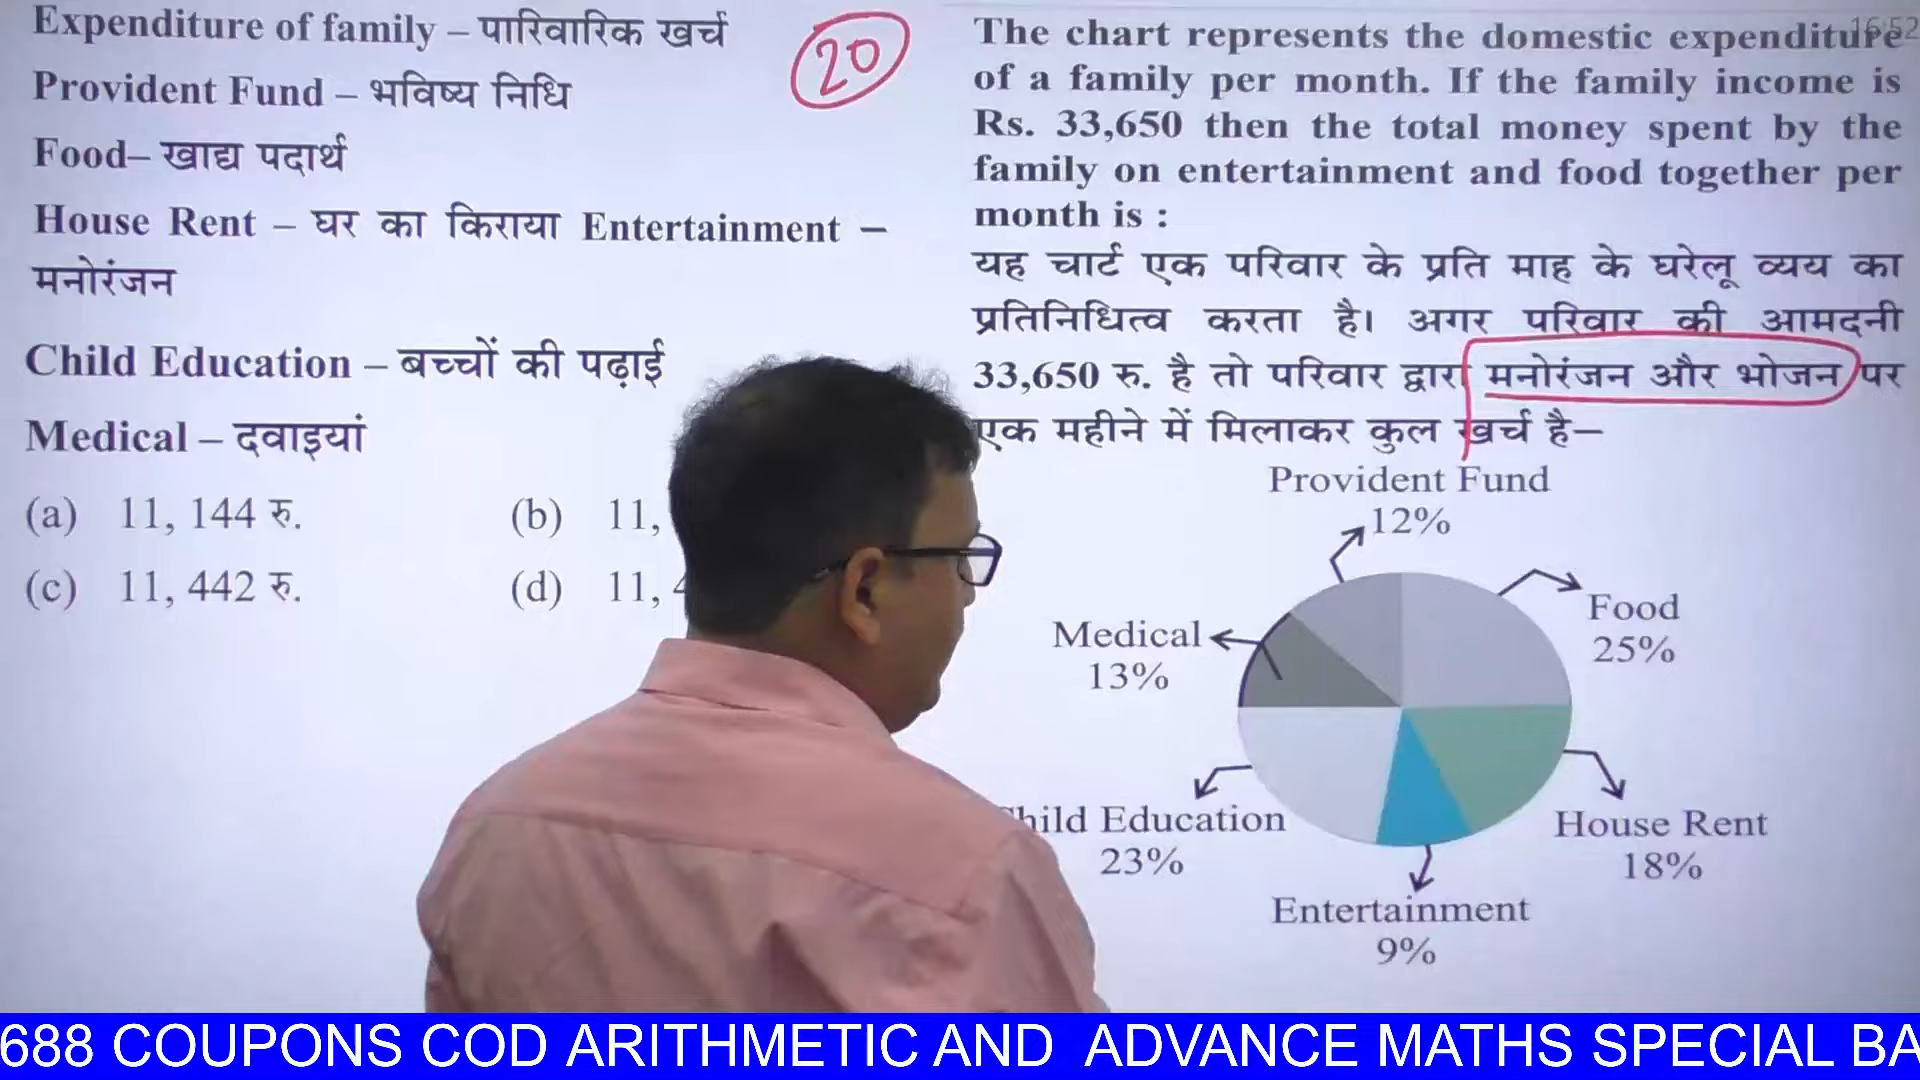 Expenditure of family – पारिवारिक खर्च
Provident Fund – भविष्य निधि
Food– खाद्य पदार्थ
House Rent – घर का किराया Entertainment –
मनोरंजन
Child Education – बच्चों की पढ़ाई
Medical – दवाइयां
(a) 11, 144 रु.
(b) 11,
(c) 11, 442 रु.
(d) 11, 4
20
16:52
The chart represents the domestic expenditure
of a family per month. If the family income is
Rs. 33,650 then the total money spent by the
family on entertainment and food together per
month is :
यह चार्ट एक परिवार के प्रति माह के घरेलू व्यय का
प्रतिनिधित्व करता है। अगर परिवार की आमदनी
33,650 रु. है तो परिवार द्वारा मनोरंजन और भोजन पर
एक महीने में मिलाकर कुल खर्च है–
Provident Fund
12%
Food
25%
Medical
13%
Child Education
23%
House Rent
18%
Entertainment
9%
688 COUPONS COD ARITHMETIC AND ADVANCE MATHS SPECIAL BA